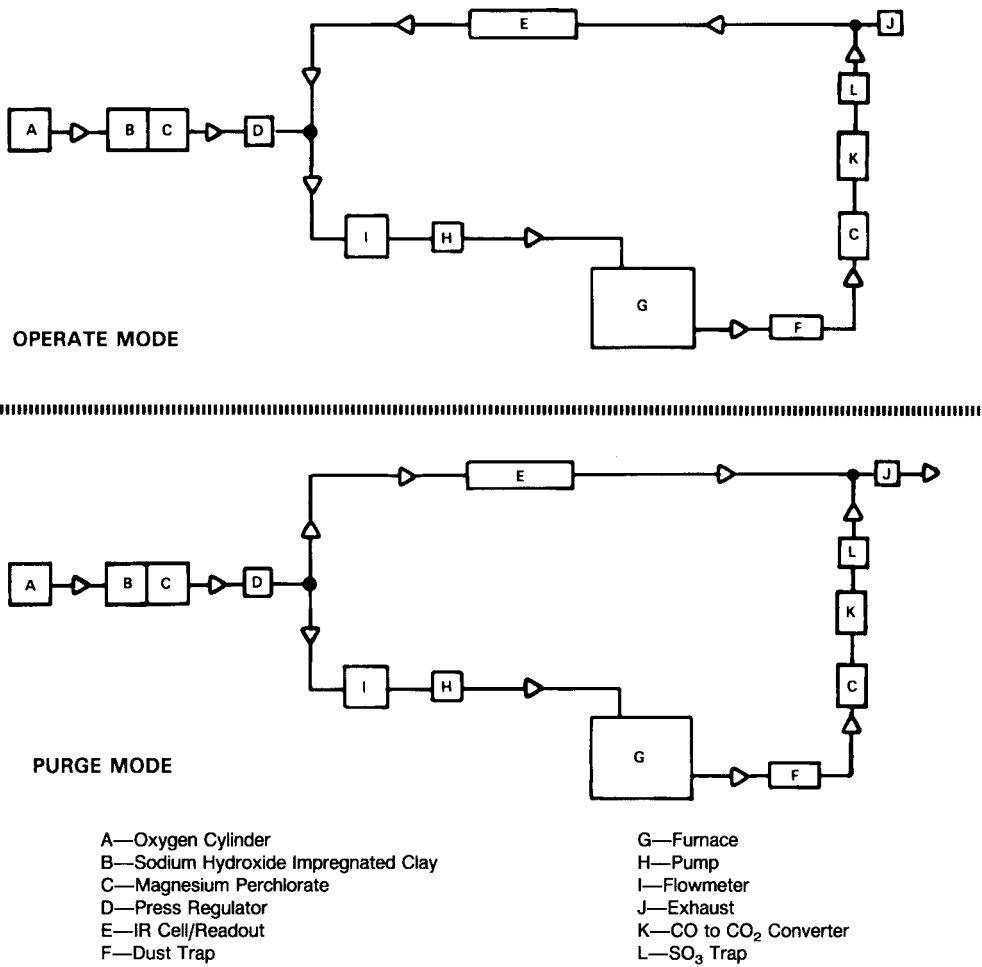 E
J
L
A
B
C
D
K
I
H
C
G
F
OPERATE MODE
E
J
L
A
B
C
D
K
I
H
C
G
F
PURGE MODE
A—Oxygen Cylinder
B—Sodium Hydroxide Impregnated Clay
C—Magnesium Perchlorate
D—Press Regulator
E—IR Cell/Readout
F—Dust Trap
G—Furnace
H—Pump
I—Flowmeter
J—Exhaust
K—CO to CO₂ Converter
L—SO₃ Trap